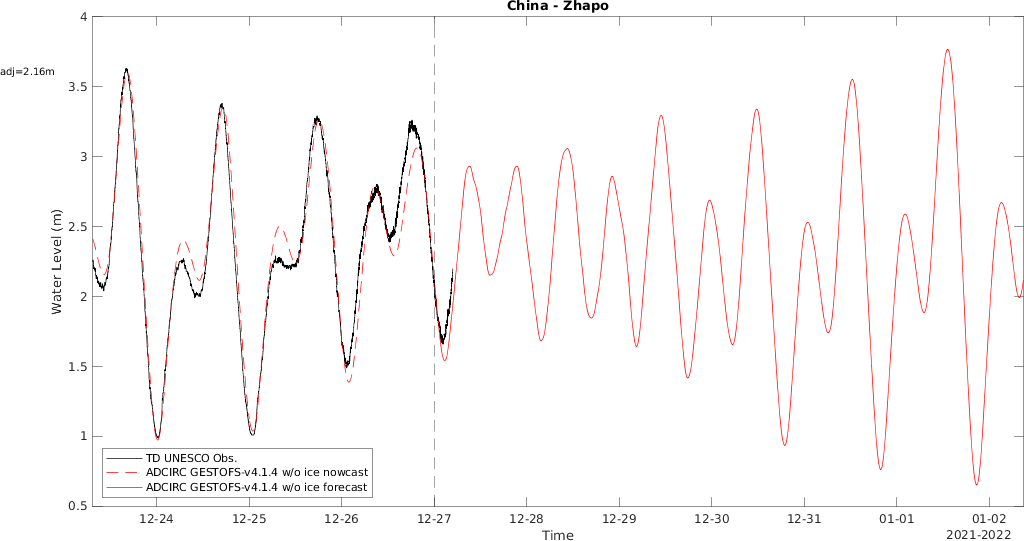 China - Zhapo
adj=2.16m
Water Level (m)
4
3.5
3
2.5
2
1.5
1
0.5
TD UNESCO Obs.
ADCIRC GESTOFS-v4.1.4 w/o ice nowcast
ADCIRC GESTOFS-v4.1.4 w/o ice forecast
12-24 12-25 12-26 12-27 12-28 12-29 12-30 12-31 01-01 01-02
Time
2021-2022